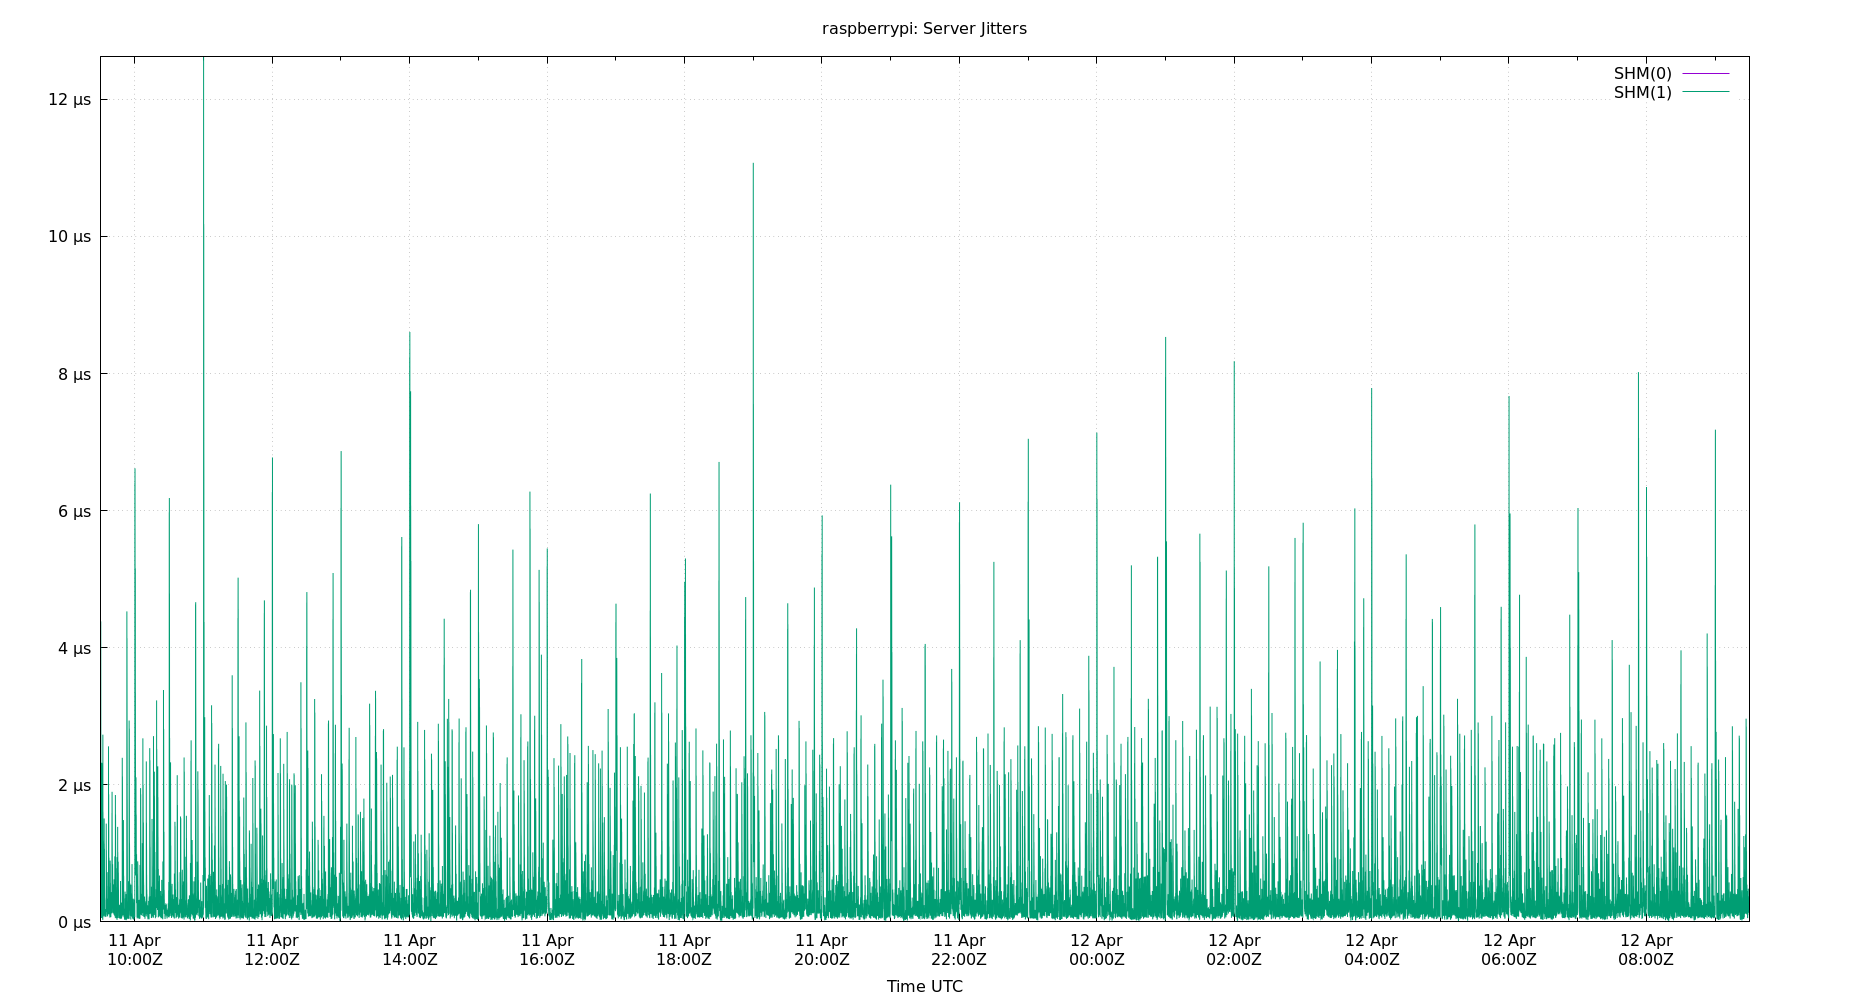 raspberrypi: Server Jitters
SHM(0)
SHM(1)
12 µs
10 µs
8 µs
6 µs
4 µs
2 µs
0 µs
11 Apr 11 Apr 11 Apr 11 Apr 11 Apr 11 Apr 11 Apr 12 Apr 12 Apr 12 Apr 12 Apr 12 Apr
10:00Z 12:00Z 14:00Z 16:00Z 18:00Z 20:00Z 22:00Z 00:00Z 02:00Z 04:00Z 06:00Z 08:00Z
Time UTC